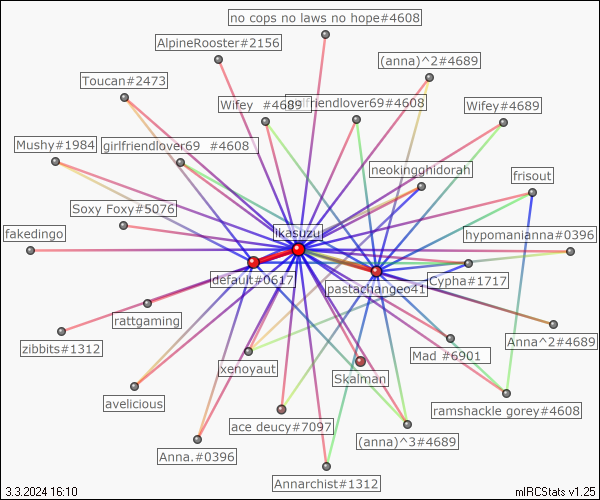 no cops no laws no hope#4608
AlpineRooster#2156
(anna)^2#4689
Toucan#2473
Wifey #4689
girlfriendlover69#4608
Wifey#4689
Mushy#1984
girlfriendlover69 #4608
neokingghidorah
frisout
Soxy Foxy#5076
fakedingo
ikasuzu
hypomanianna#0396
default#0617
pastachangeo41
Cypha#1717
rattgaming
zibbits#1312
Anna^2#4689
Mad #6901
xenoyaut
Skalman
avelicious
ramshackle gorey#4608
ace deucy#7097
(anna)^3#4689
Anna.#0396
Annarchist#1312
3.3.2024 16:10
mIRCStats v1.25